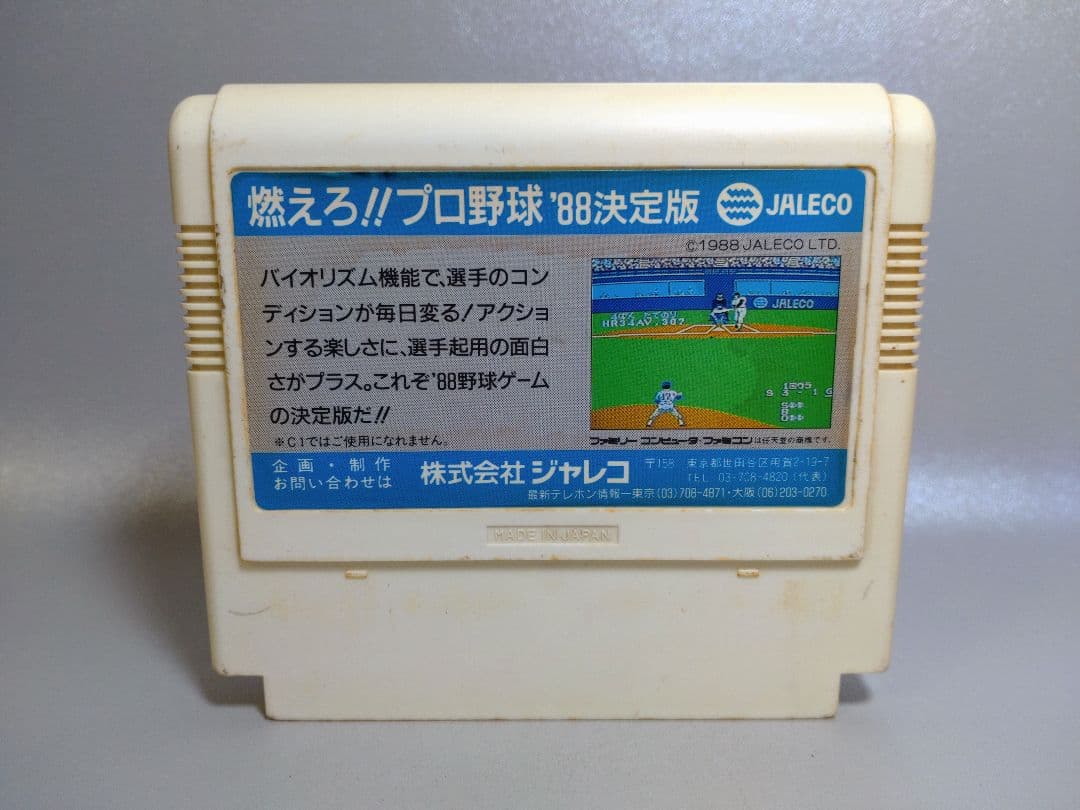 燃えろ!!プロ野球'88決定版 JALECO
©1988 JALECO LTD.
バイオリズム機能で、選手のコン
ディションが毎日変る!アクショ
ンする楽しさに、選手起用の面白
さがプラス。これぞ'88野球ゲーム
の決定版だ!!
※C1ではご使用になれません。
JALECO
HR34AV.307
1回ウラ
S 3 - 1 G
ファミリーコンピュータ・ファミコンは任天堂の商標です。
企画・制作
お問い合わせは
株式会社 ジャレコ
〒158 東京都世田谷区用賀2-19-7
TEL 03-708-4820(代表)
最新テレホン情報ー東京(03)708-4871・大阪(06)203-0270
MADE IN JAPAN